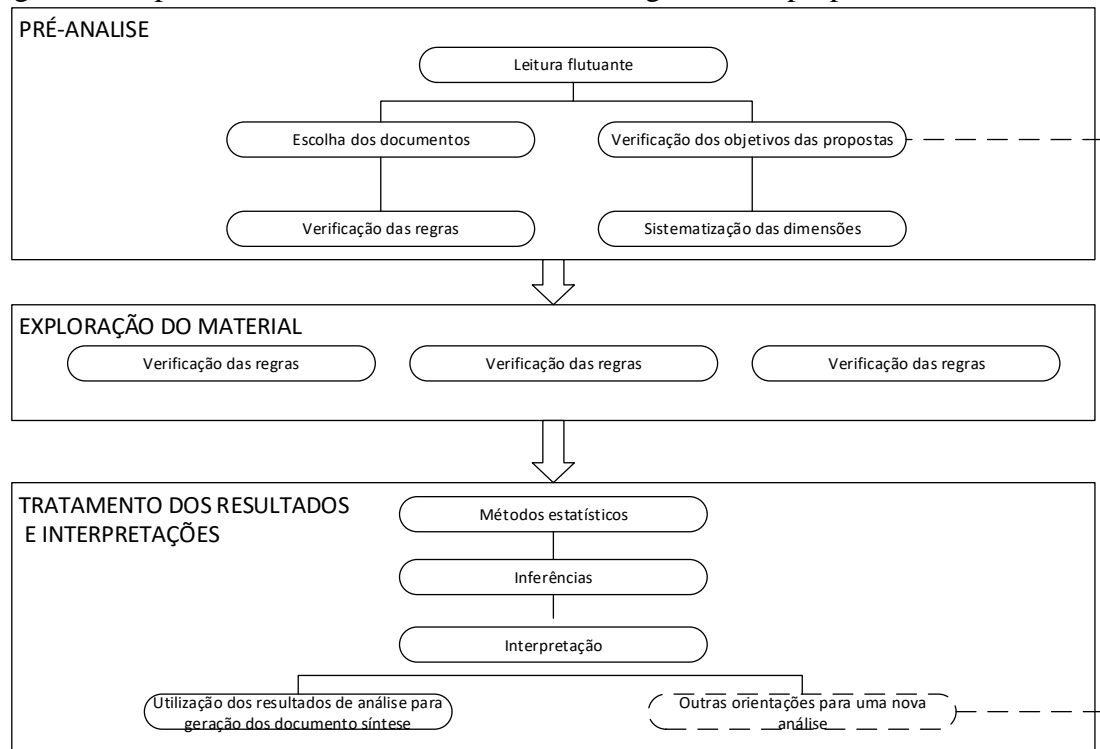 PRÉ-ANALISE
Leitura flutuante
Escolha dos documentos
Verificação dos objetivos das propostas
Verificação das regras
Sistematização das dimensões
EXPLORAÇÃO DO MATERIAL
Verificação das regras
Verificação das regras
Verificação das regras
TRATAMENTO DOS RESULTADOS
E INTERPRETAÇÕES
Métodos estatísticos
Inferências
Interpretação
Utilização dos resultados de análise para
geração dos documento síntese
Outras orientações para uma nova
análise